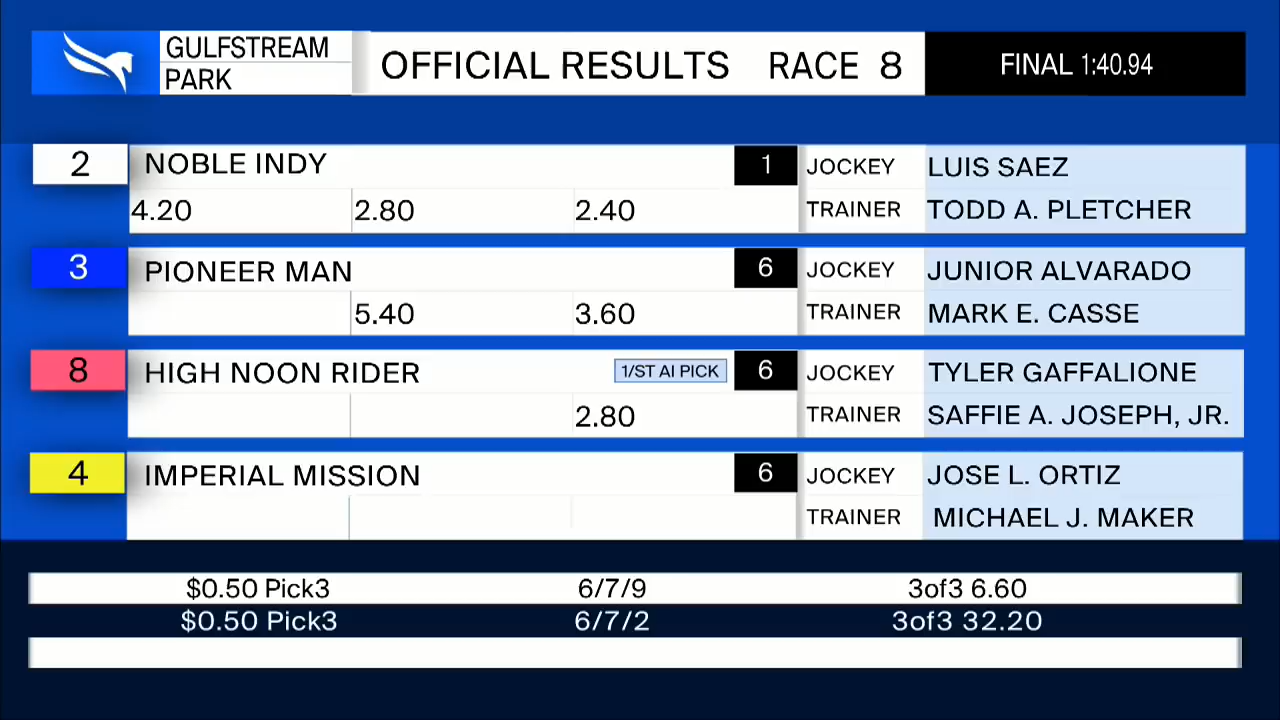 GULFSTREAM PARK
OFFICIAL RESULTS RACE 8 FINAL 1:40.94
2 NOBLE INDY 1 JOCKEY LUIS SAEZ
4.20 2.80 2.40 TRAINER TODD A. PLETCHER
3 PIONEER MAN 6 JOCKEY JUNIOR ALVARADO
5.40 3.60 TRAINER MARK E. CASSE
8 HIGH NOON RIDER 1/ST AI PICK 6 JOCKEY TYLER GAFFALIONE
2.80 TRAINER SAFFIE A. JOSEPH, JR.
4 IMPERIAL MISSION 6 JOCKEY JOSE L. ORTIZ
TRAINER MICHAEL J. MAKER
$0.50 Pick3 6/7/9 3of3 6.60
$0.50 Pick3 6/7/2 3of3 32.20